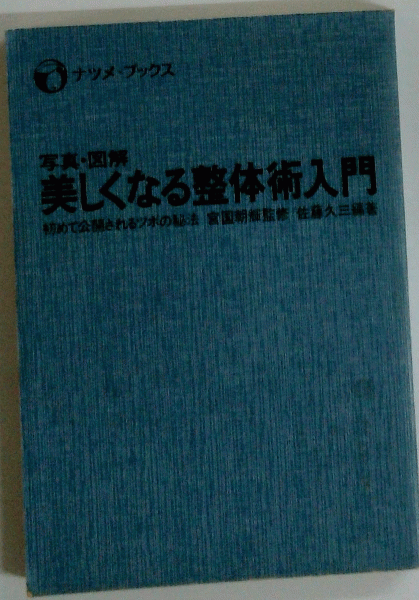 ナツメ・ブックス
写真・図解
美しくなる整体術入門
初めて公開されるツボの秘法 宮国朝恒監修 佐藤久三編著